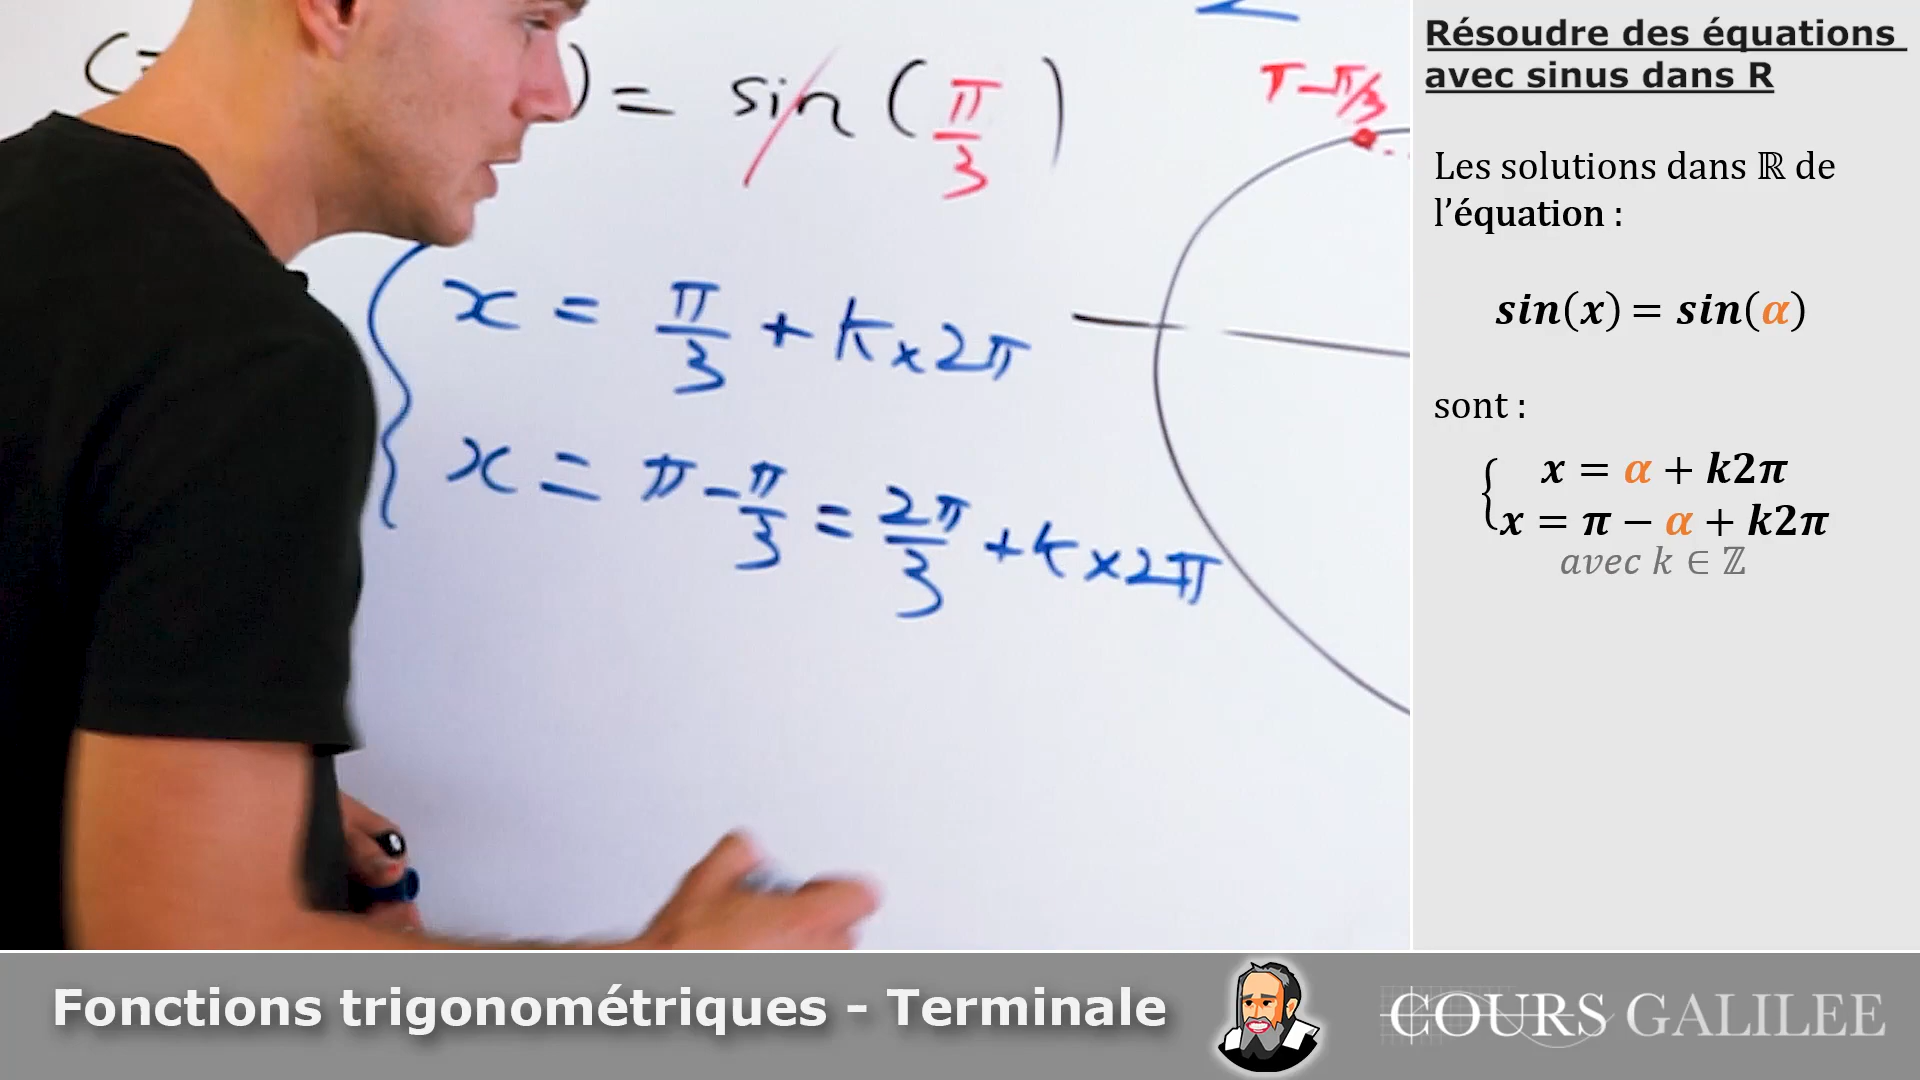 ( ) = sin ( π/3 )
π - π/3
x = π/3 + k × 2π
x = π - π/3 = 2π/3 + k × 2π
Résoudre des équations
avec sinus dans R
Les solutions dans ℝ de
l’équation :
sin(x) = sin(α)
sont :
x = α + k2π
x = π − α + k2π
avec k ∈ ℤ
Fonctions trigonométriques - Terminale
COURS GALILEE